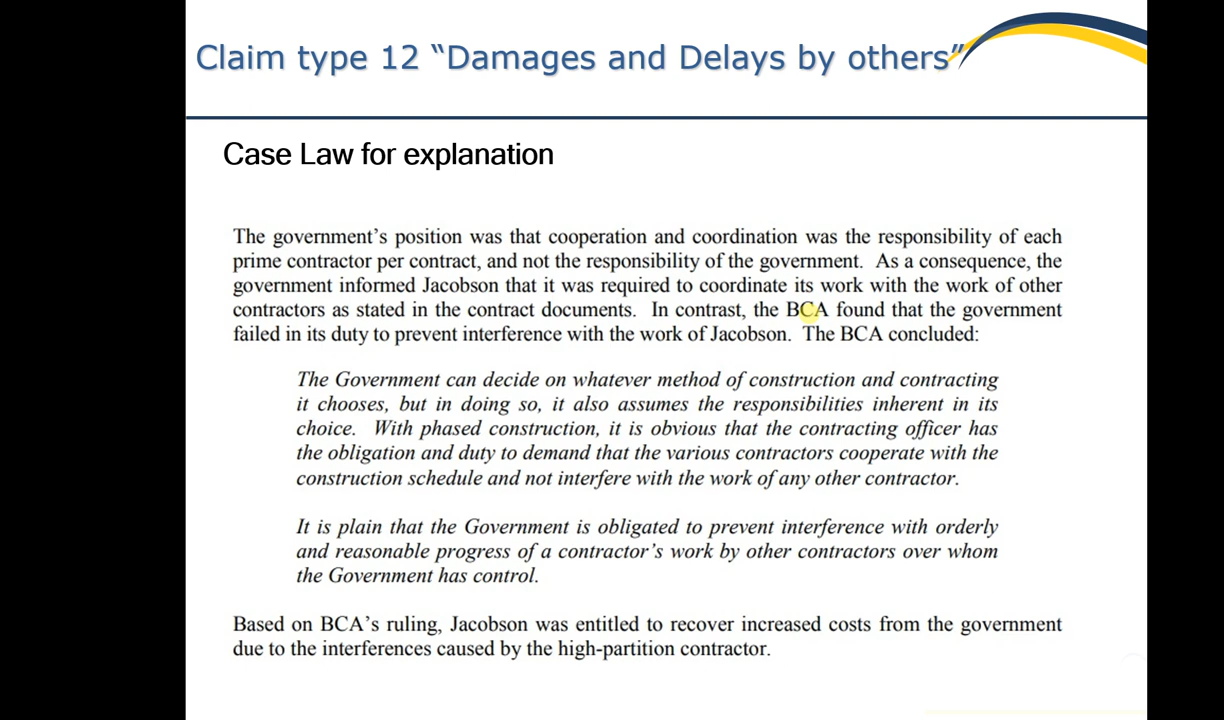 Claim type 12 “Damages and Delays by others”
Case Law for explanation
The government’s position was that cooperation and coordination was the responsibility of each
prime contractor per contract, and not the responsibility of the government. As a consequence, the
government informed Jacobson that it was required to coordinate its work with the work of other
contractors as stated in the contract documents. In contrast, the BCA found that the government
failed in its duty to prevent interference with the work of Jacobson. The BCA concluded:
The Government can decide on whatever method of construction and contracting
it chooses, but in doing so, it also assumes the responsibilities inherent in its
choice. With phased construction, it is obvious that the contracting officer has
the obligation and duty to demand that the various contractors cooperate with the
construction schedule and not interfere with the work of any other contractor.
It is plain that the Government is obligated to prevent interference with orderly
and reasonable progress of a contractor’s work by other contractors over whom
the Government has control.
Based on BCA’s ruling, Jacobson was entitled to recover increased costs from the government
due to the interferences caused by the high-partition contractor.